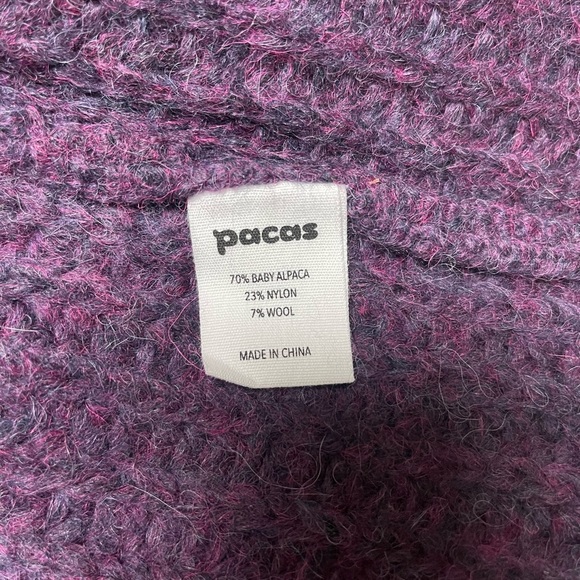 pacas
70% BABY ALPACA
23% NYLON
7% WOOL
MADE IN CHINA